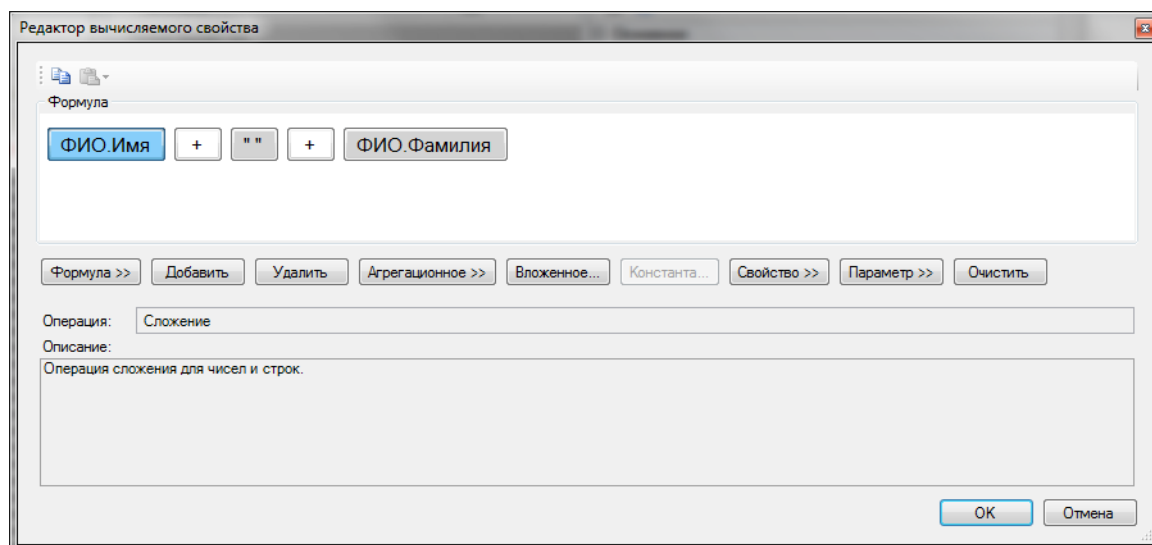 Редактор вычисляемого свойства
Формула
ФИО.Имя + " " + ФИО.Фамилия
Формула >> Добавить Удалить Агрегационное >> Вложенное... Константа... Свойство >> Параметр >> Очистить
Операция: Сложение
Описание:
Операция сложения для чисел и строк.
OK Отмена